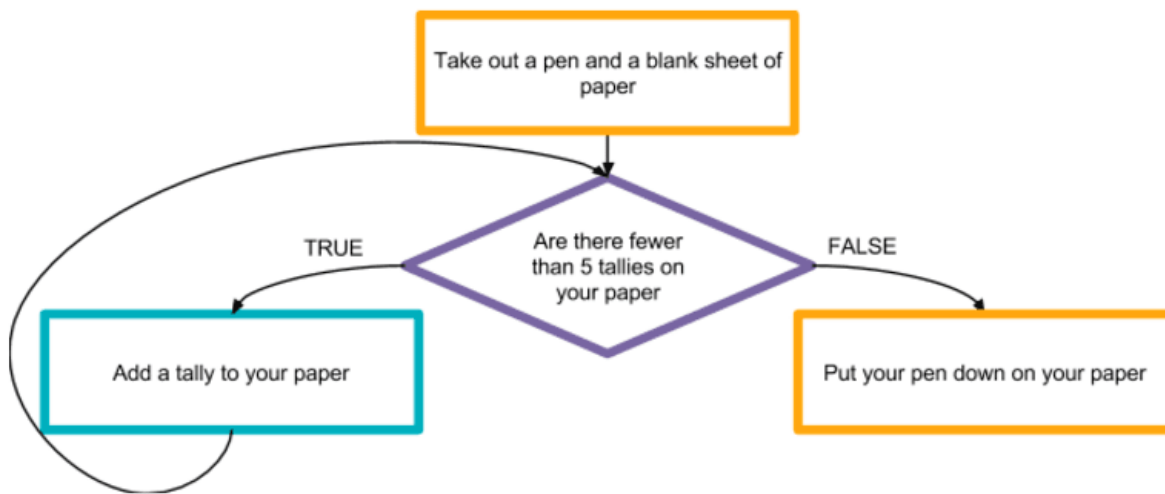 Take out a pen and a blank sheet of
paper
TRUE
Are there fewer
than 5 tallies on
your paper
FALSE
Add a tally to your paper
Put your pen down on your paper